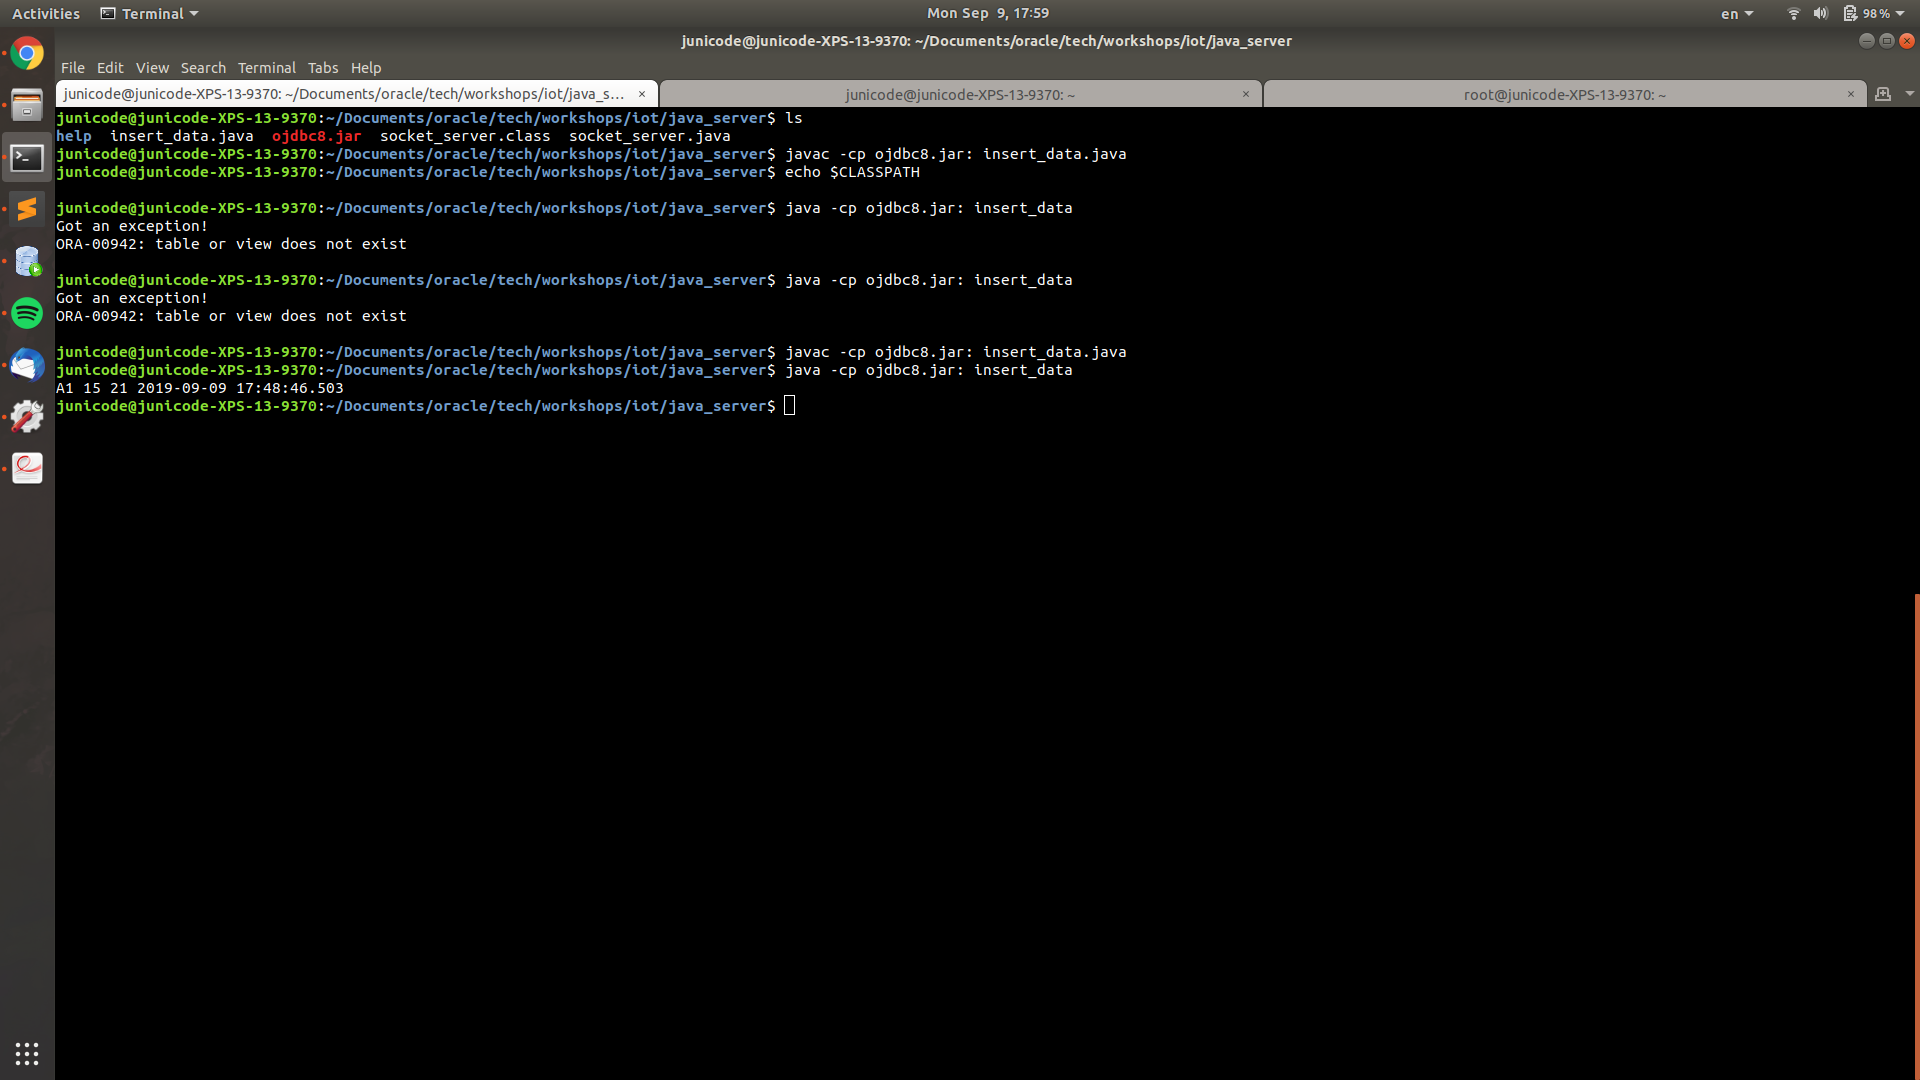 Activities Terminal Mon Sep 9, 17:59 en 98%
junicode@junicode-XPS-13-9370: ~/Documents/oracle/tech/workshops/iot/java_server
File Edit View Search Terminal Tabs Help
junicode@junicode-XPS-13-9370: ~/Documents/oracle/tech/workshops/iot/java_s... × junicode@junicode-XPS-13-9370: ~ × root@junicode-XPS-13-9370: ~ ×
junicode@junicode-XPS-13-9370:~/Documents/oracle/tech/workshops/iot/java_server$ ls
help insert_data.java ojdbc8.jar socket_server.class socket_server.java
junicode@junicode-XPS-13-9370:~/Documents/oracle/tech/workshops/iot/java_server$ javac -cp ojdbc8.jar: insert_data.java
junicode@junicode-XPS-13-9370:~/Documents/oracle/tech/workshops/iot/java_server$ echo $CLASSPATH
junicode@junicode-XPS-13-9370:~/Documents/oracle/tech/workshops/iot/java_server$ java -cp ojdbc8.jar: insert_data
Got an exception!
ORA-00942: table or view does not exist
junicode@junicode-XPS-13-9370:~/Documents/oracle/tech/workshops/iot/java_server$ java -cp ojdbc8.jar: insert_data
Got an exception!
ORA-00942: table or view does not exist
junicode@junicode-XPS-13-9370:~/Documents/oracle/tech/workshops/iot/java_server$ javac -cp ojdbc8.jar: insert_data.java
junicode@junicode-XPS-13-9370:~/Documents/oracle/tech/workshops/iot/java_server$ java -cp ojdbc8.jar: insert_data
A1 15 21 2019-09-09 17:48:46.503
junicode@junicode-XPS-13-9370:~/Documents/oracle/tech/workshops/iot/java_server$